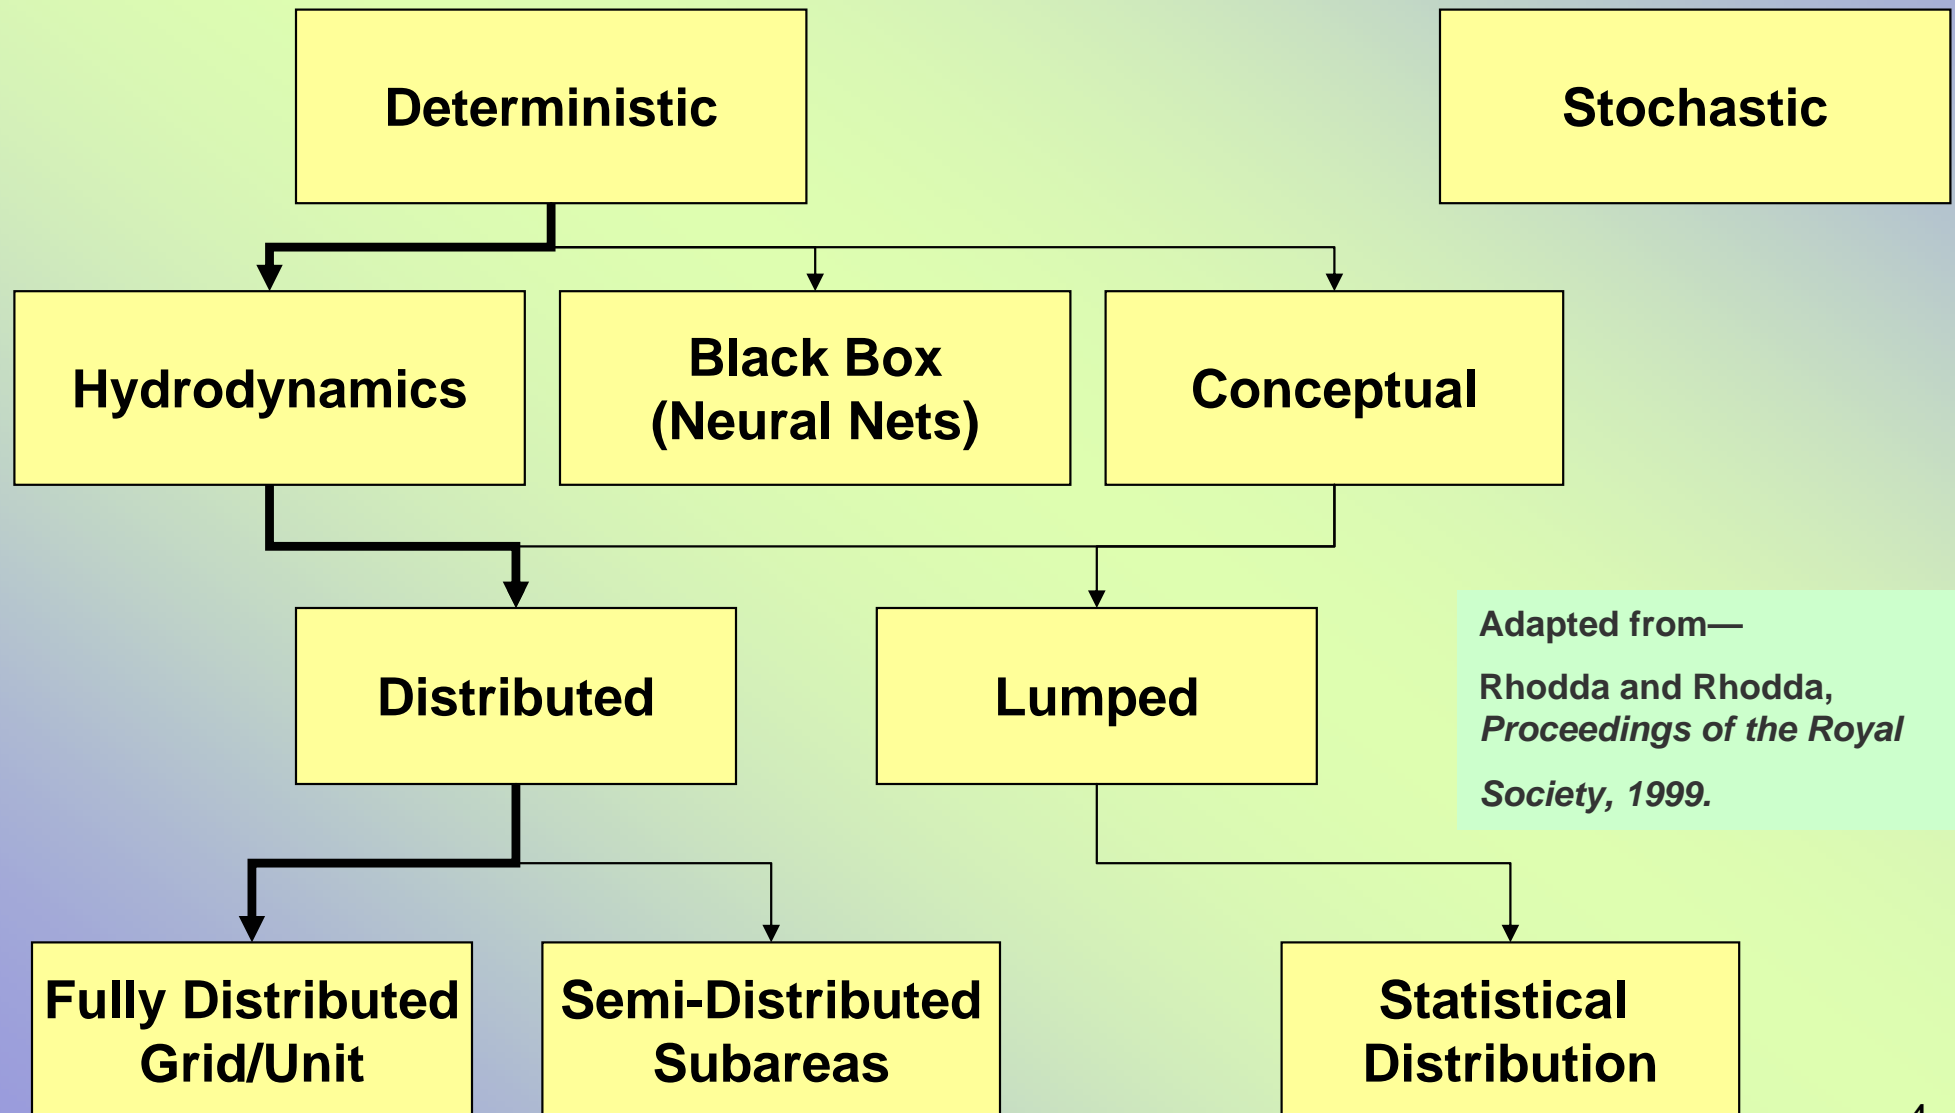 Deterministic
Stochastic
Hydrodynamics
Black Box
(Neural Nets)
Conceptual
Distributed
Lumped
Adapted from—
Rhodda and Rhodda,
Proceedings of the Royal
Society, 1999.
Fully Distributed
Grid/Unit
Semi-Distributed
Subareas
Statistical
Distribution